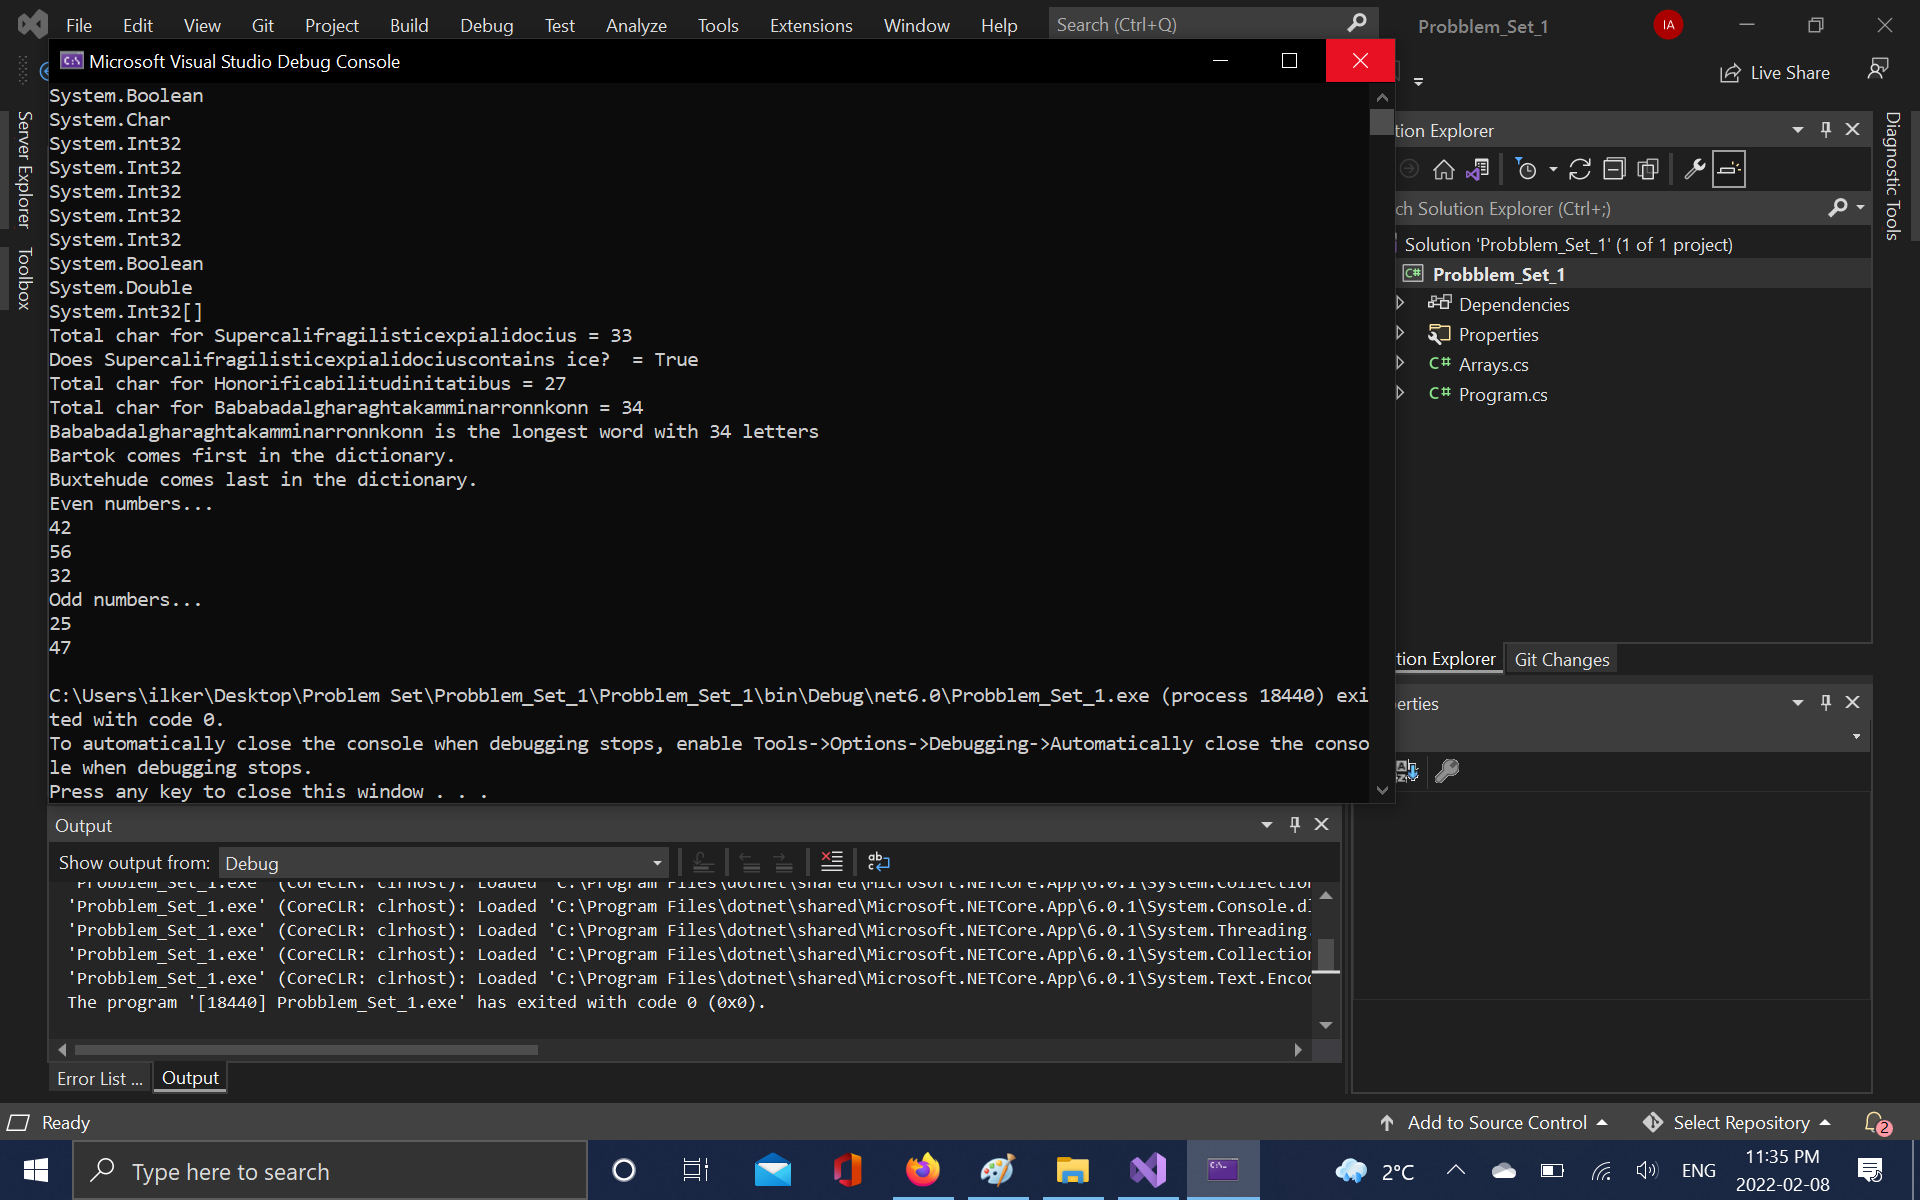 File Edit View Git Project Build Debug Test Analyze Tools Extensions Window Help Search (Ctrl+Q) Probblem_Set_1 IA
Microsoft Visual Studio Debug Console
Live Share
Server Explorer
Toolbox
System.Boolean
System.Char
System.Int32
System.Int32
System.Int32
System.Int32
System.Int32
System.Boolean
System.Double
System.Int32[]
Total char for Supercalifragilisticexpialidocius = 33
Does Supercalifragilisticexpialidociuscontains ice?  = True
Total char for Honorificabilitudinitatibus = 27
Total char for Bababadalgharaghtakamminarronnkonn = 34
Bababadalgharaghtakamminarronnkonn is the longest word with 34 letters
Bartok comes first in the dictionary.
Buxtehude comes last in the dictionary.
Even numbers...
42
56
32
Odd numbers...
25
47
C:\Users\ilker\Desktop\Problem Set\Probblem_Set_1\Probblem_Set_1\bin\Debug\net6.0\Probblem_Set_1.exe (process 18440) exi
ted with code 0.
To automatically close the console when debugging stops, enable Tools->Options->Debugging->Automatically close the conso
le when debugging stops.
Press any key to close this window . . .
tion Explorer
ch Solution Explorer (Ctrl+;)
Solution 'Probblem_Set_1' (1 of 1 project)
C# Probblem_Set_1
Dependencies
Properties
C# Arrays.cs
C# Program.cs
tion Explorer Git Changes
erties
Diagnostic Tools
Output
Show output from: Debug
'Probblem_Set_1.exe' (CoreCLR: clrhost): Loaded 'C:\Program Files\dotnet\shared\Microsoft.NETCore.App\6.0.1\System.Collection
'Probblem_Set_1.exe' (CoreCLR: clrhost): Loaded 'C:\Program Files\dotnet\shared\Microsoft.NETCore.App\6.0.1\System.Console.dl
'Probblem_Set_1.exe' (CoreCLR: clrhost): Loaded 'C:\Program Files\dotnet\shared\Microsoft.NETCore.App\6.0.1\System.Threading.
'Probblem_Set_1.exe' (CoreCLR: clrhost): Loaded 'C:\Program Files\dotnet\shared\Microsoft.NETCore.App\6.0.1\System.Collection
'Probblem_Set_1.exe' (CoreCLR: clrhost): Loaded 'C:\Program Files\dotnet\shared\Microsoft.NETCore.App\6.0.1\System.Text.Enco
The program '[18440] Probblem_Set_1.exe' has exited with code 0 (0x0).
Error List ... Output
Ready Add to Source Control Select Repository 2
Type here to search 2°C ENG 11:35 PM
2022-02-08